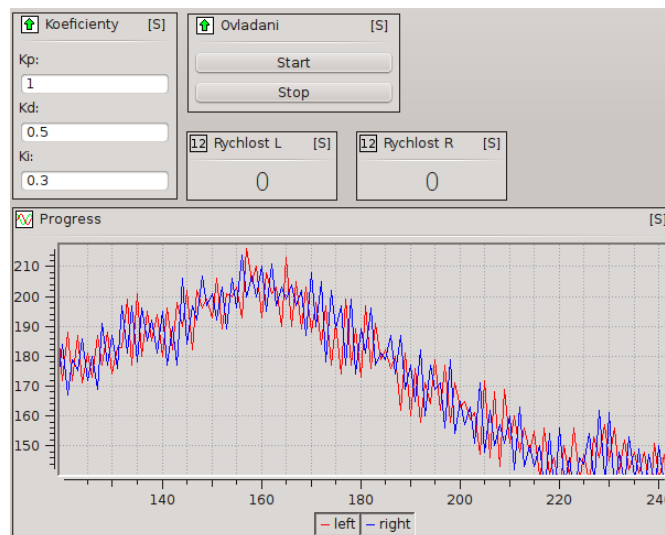 Koeficienty [S]
Kp:
1
Kd:
0.5
Ki:
0.3
Ovladani [S]
Start
Stop
12 Rychlost L [S]
0
12 Rychlost R [S]
0
Progress [S]
210
200
190
180
170
160
150
140 160 180 200 220 240
left right